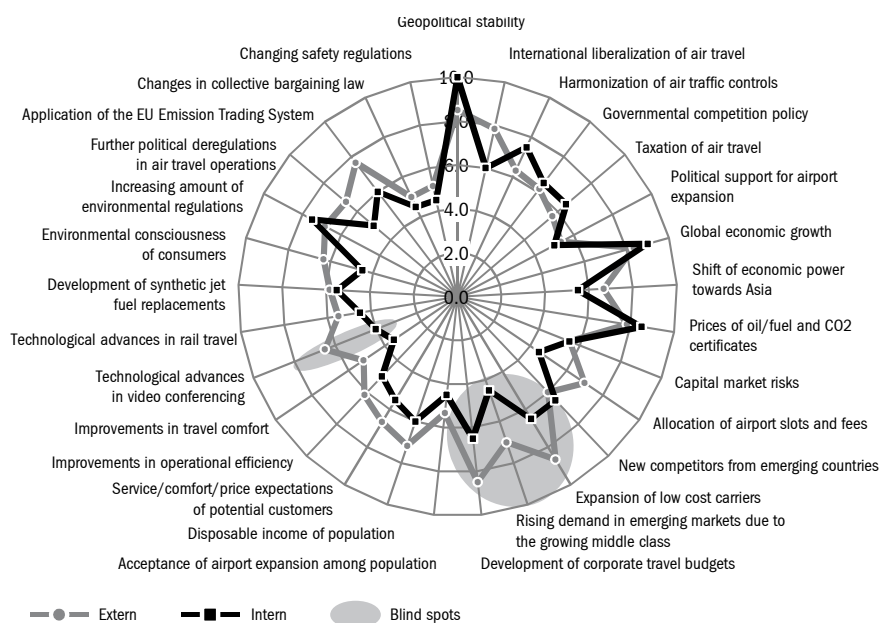 Geopolitical stability
Changing safety regulations
International liberalization of air travel
Changes in collective bargaining law
Harmonization of air traffic controls
Application of the EU Emission Trading System
Governmental competition policy
Further political deregulations
in air travel operations
Taxation of air travel
Increasing amount of
environmental regulations
Political support for airport
expansion
Environmental consciousness
of consumers
Global economic growth
Development of synthetic jet
fuel replacements
Shift of economic power
towards Asia
Technological advances in rail travel
Prices of oil/fuel and CO2
certificates
Technological advances
in video conferencing
Capital market risks
Improvements in travel comfort
Allocation of airport slots and fees
Improvements in operational efficiency
New competitors from emerging countries
Service/comfort/price expectations
of potential customers
Expansion of low cost carriers
Disposable income of population
Rising demand in emerging markets due to
the growing middle class
Acceptance of airport expansion among population
Development of corporate travel budgets
10.0
8.0
6.0
4.0
2.0
0.0
Extern
Intern
Blind spots